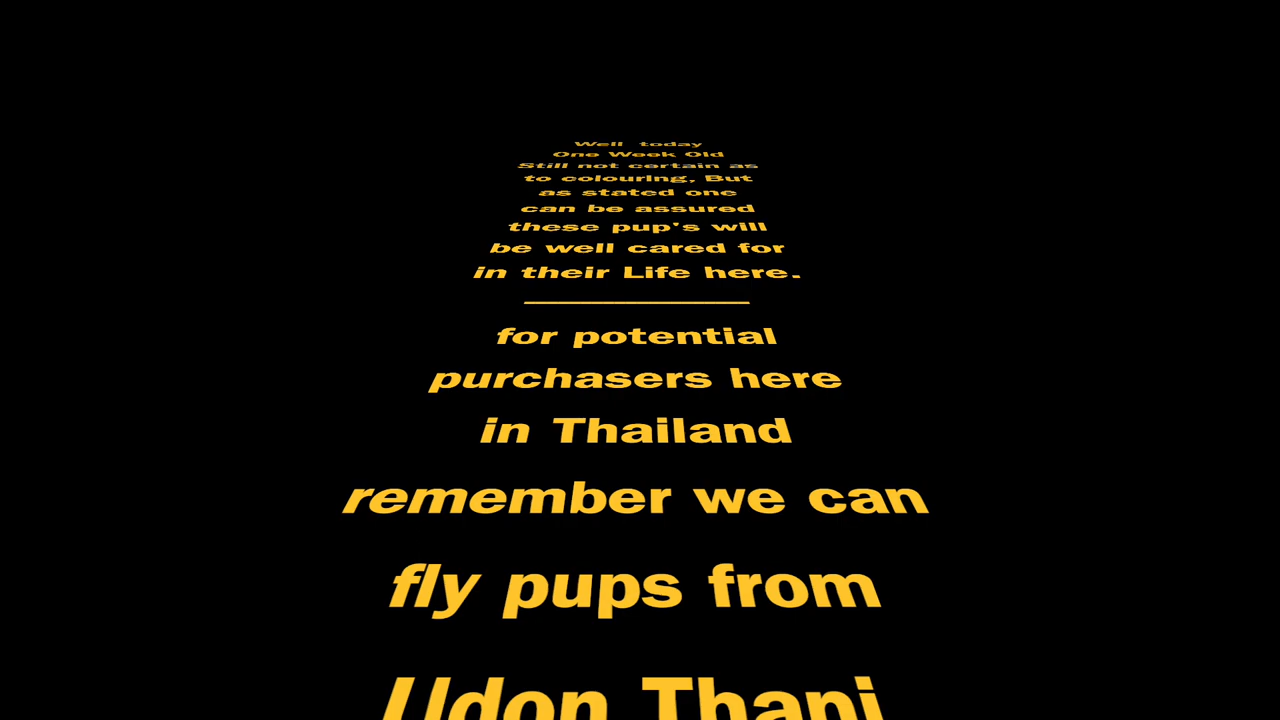 Well today
One Week Old
Still not certain as
to colouring, But
as stated one
can be assured
these pup's will
be well cared for
in their Life here.
for potential
purchasers here
in Thailand
remember we can
fly pups from
Udon Thani